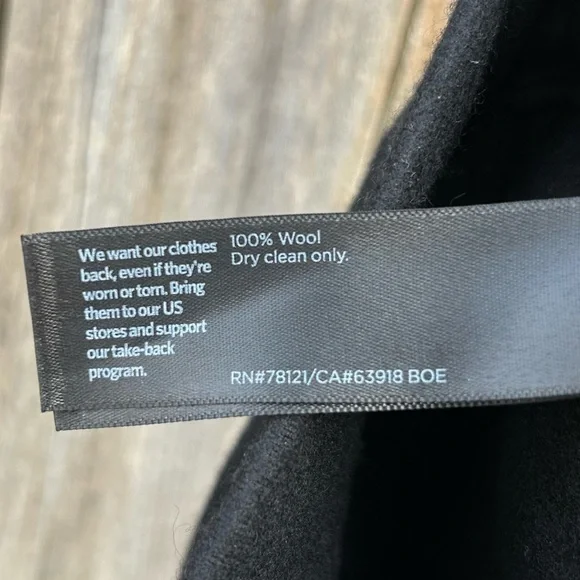 We want our clothes
back, even if they're
worn or torn. Bring
them to our US
stores and support
our take-back
program.
100% Wool
Dry clean only.
RN#78121/CA#63918 BOE